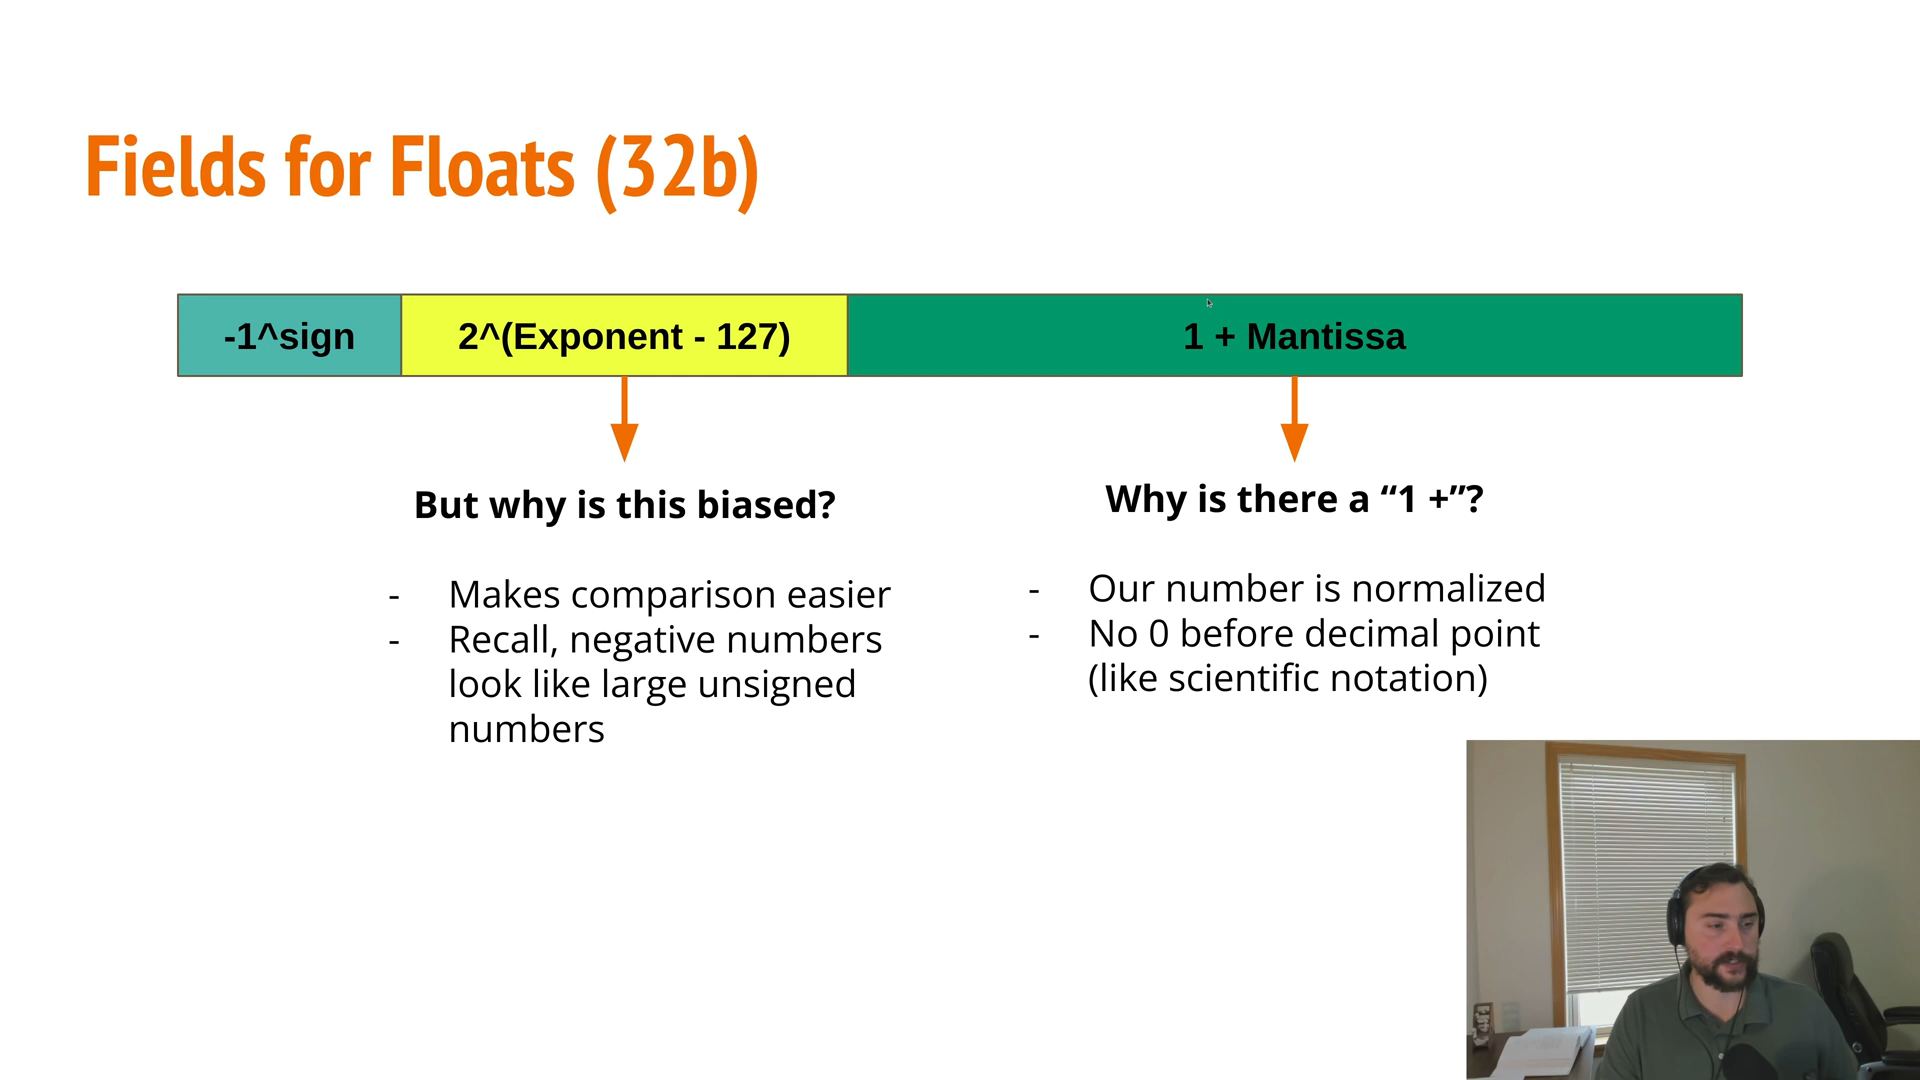 Fields for Floats (32b)
-1^sign
2^(Exponent - 127)
1 + Mantissa
But why is this biased?
- Makes comparison easier
- Recall, negative numbers
look like large unsigned
numbers
Why is there a “1 +”?
- Our number is normalized
- No 0 before decimal point
(like scientific notation)